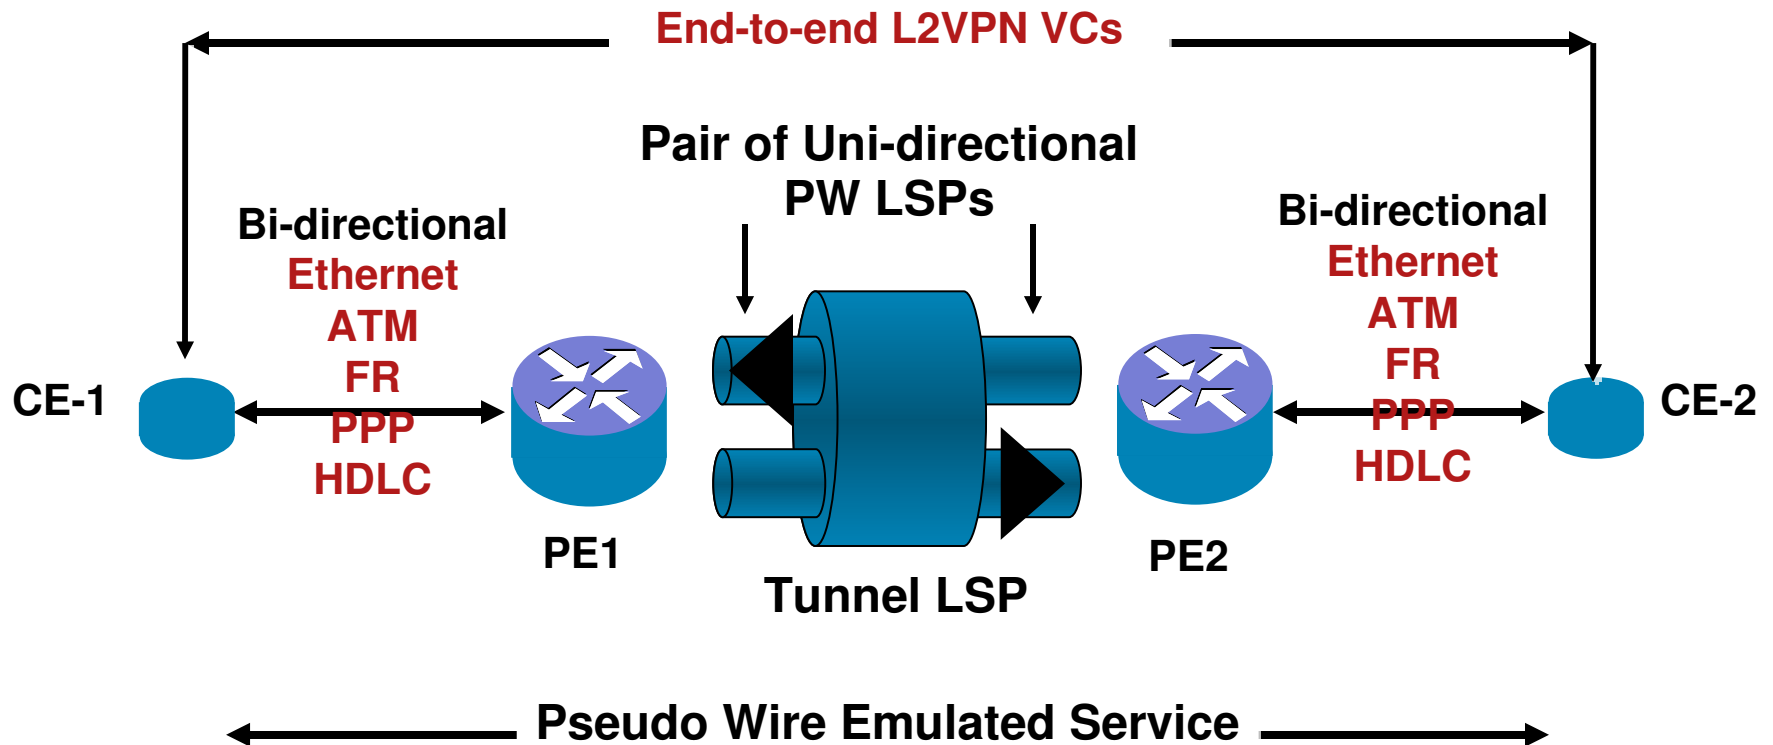 End-to-end L2VPN VCs
Pair of Uni-directional
PW LSPs
Bi-directional
Ethernet
ATM
FR
PPP
HDLC
Bi-directional
Ethernet
ATM
FR
PPP
HDLC
CE-1
CE-2
PE1
PE2
Tunnel LSP
Pseudo Wire Emulated Service